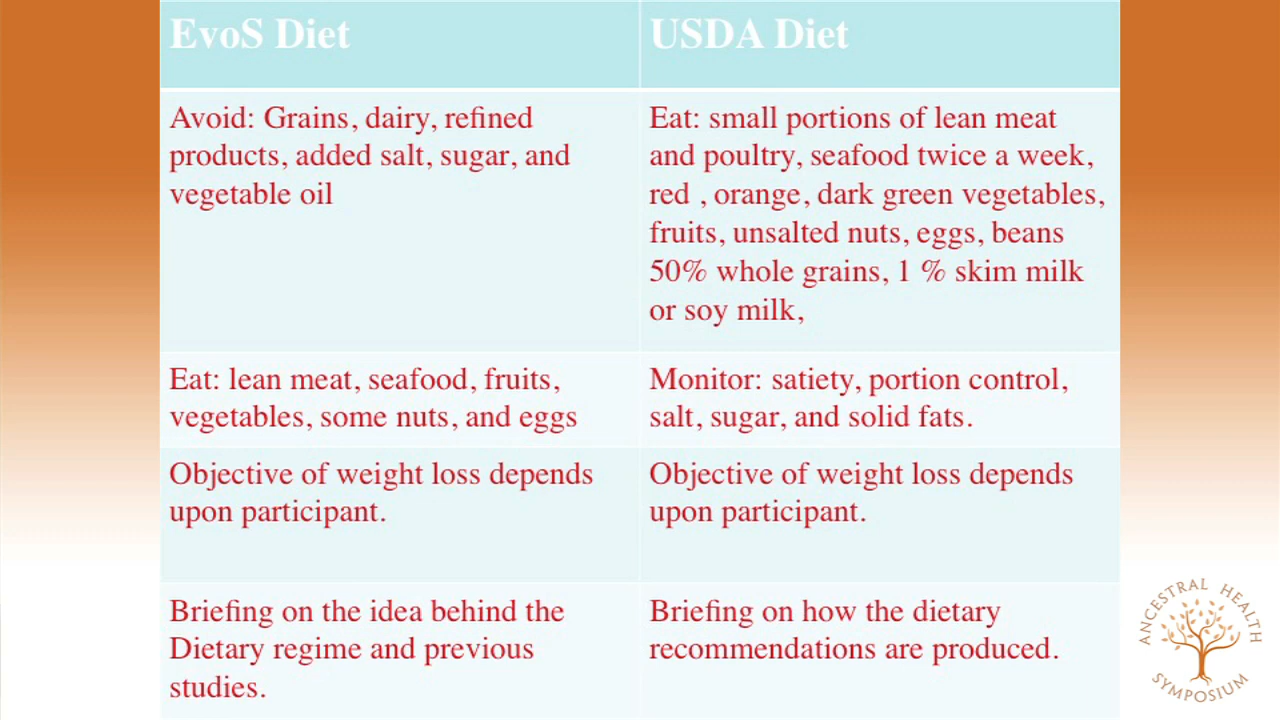 EvoS Diet
USDA Diet
Avoid: Grains, dairy, refined
products, added salt, sugar, and
vegetable oil
Eat: small portions of lean meat
and poultry, seafood twice a week,
red , orange, dark green vegetables,
fruits, unsalted nuts, eggs, beans
50% whole grains, 1 % skim milk
or soy milk,
Eat: lean meat, seafood, fruits,
vegetables, some nuts, and eggs
Monitor: satiety, portion control,
salt, sugar, and solid fats.
Objective of weight loss depends
upon participant.
Objective of weight loss depends
upon participant.
Briefing on the idea behind the
Dietary regime and previous
studies.
Briefing on how the dietary
recommendations are produced.
ANCESTRAL HEALTH
SYMPOSIUM